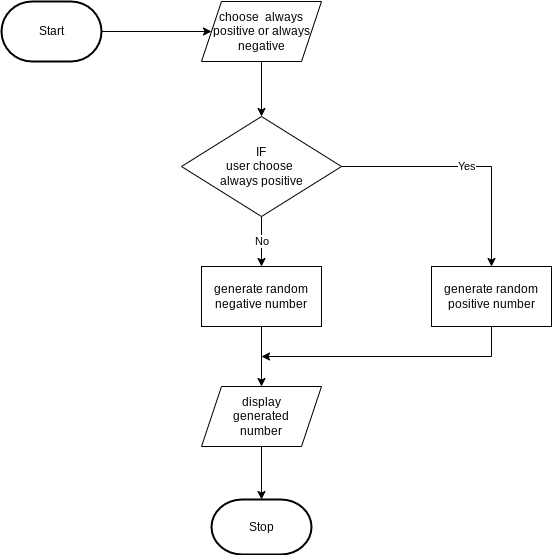 Start
choose always
positive or always
negative
IF
user choose
always positive
Yes
No
generate random
negative number
generate random
positive number
display
generated
number
Stop